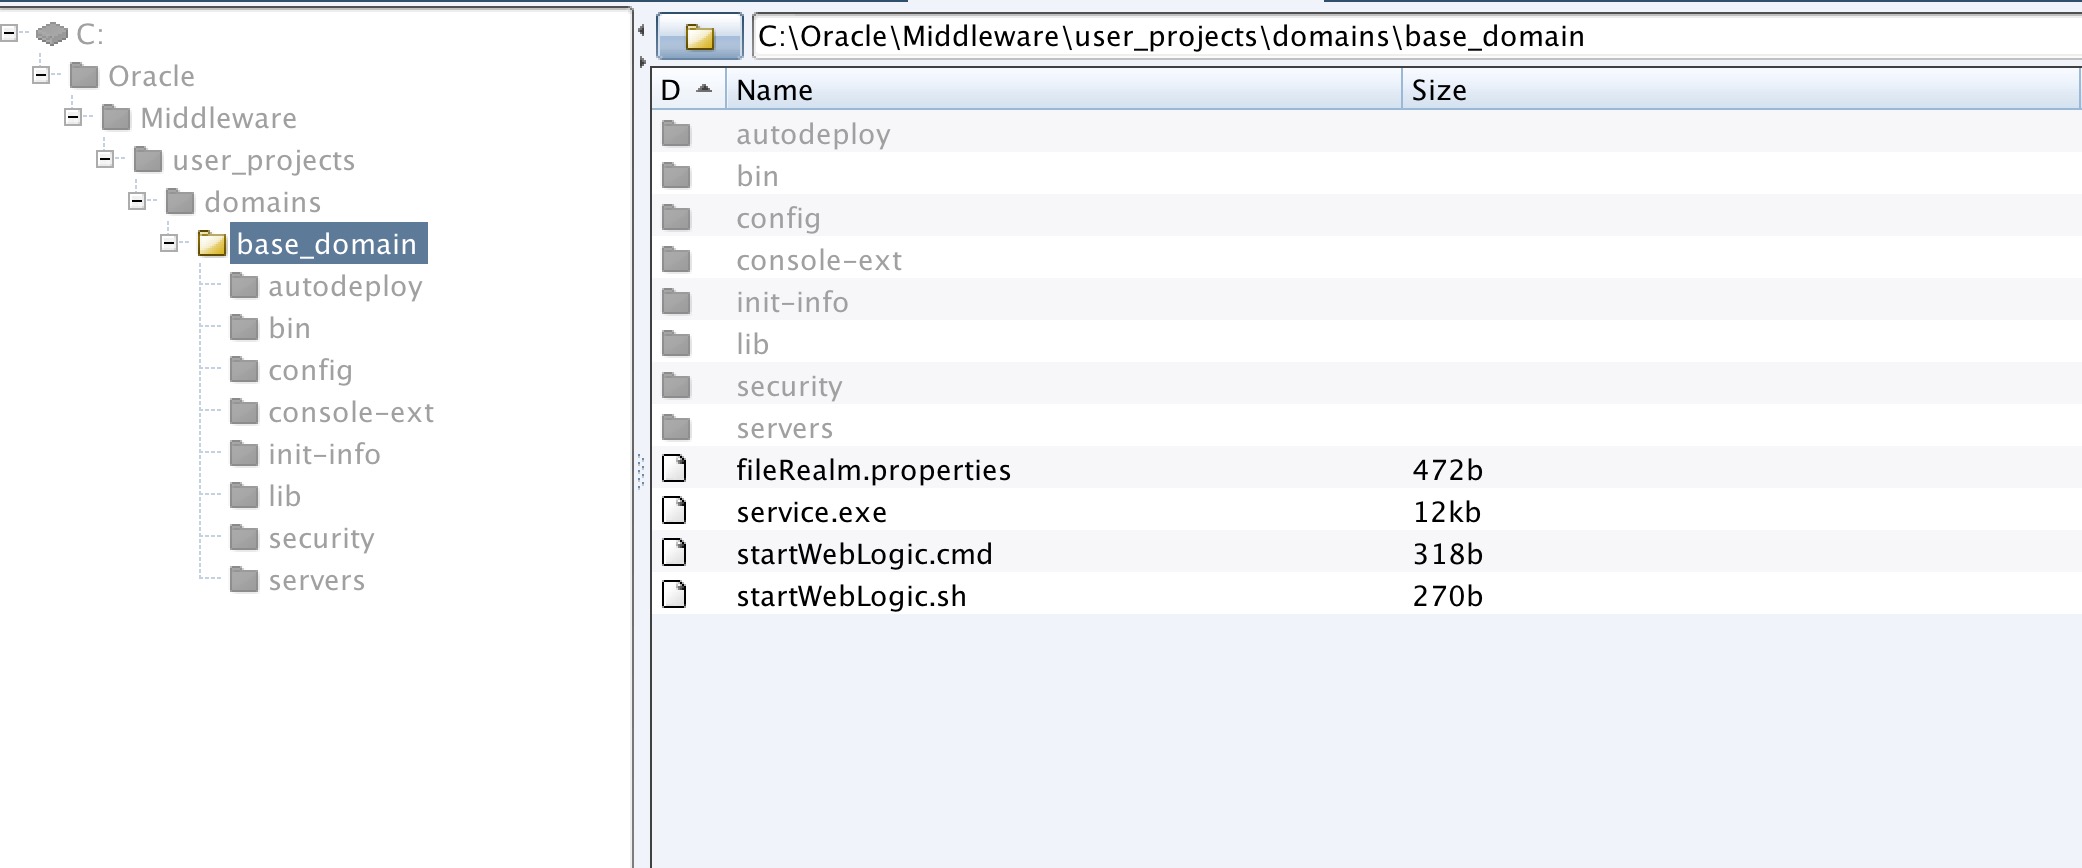 C:
Oracle
Middleware
user_projects
domains
base_domain
autodeploy
bin
config
console-ext
init-info
lib
security
servers
C:\Oracle\Middleware\user_projects\domains\base_domain
D Name Size
autodeploy
bin
config
console-ext
init-info
lib
security
servers
fileRealm.properties 472b
service.exe 12kb
startWebLogic.cmd 318b
startWebLogic.sh 270b